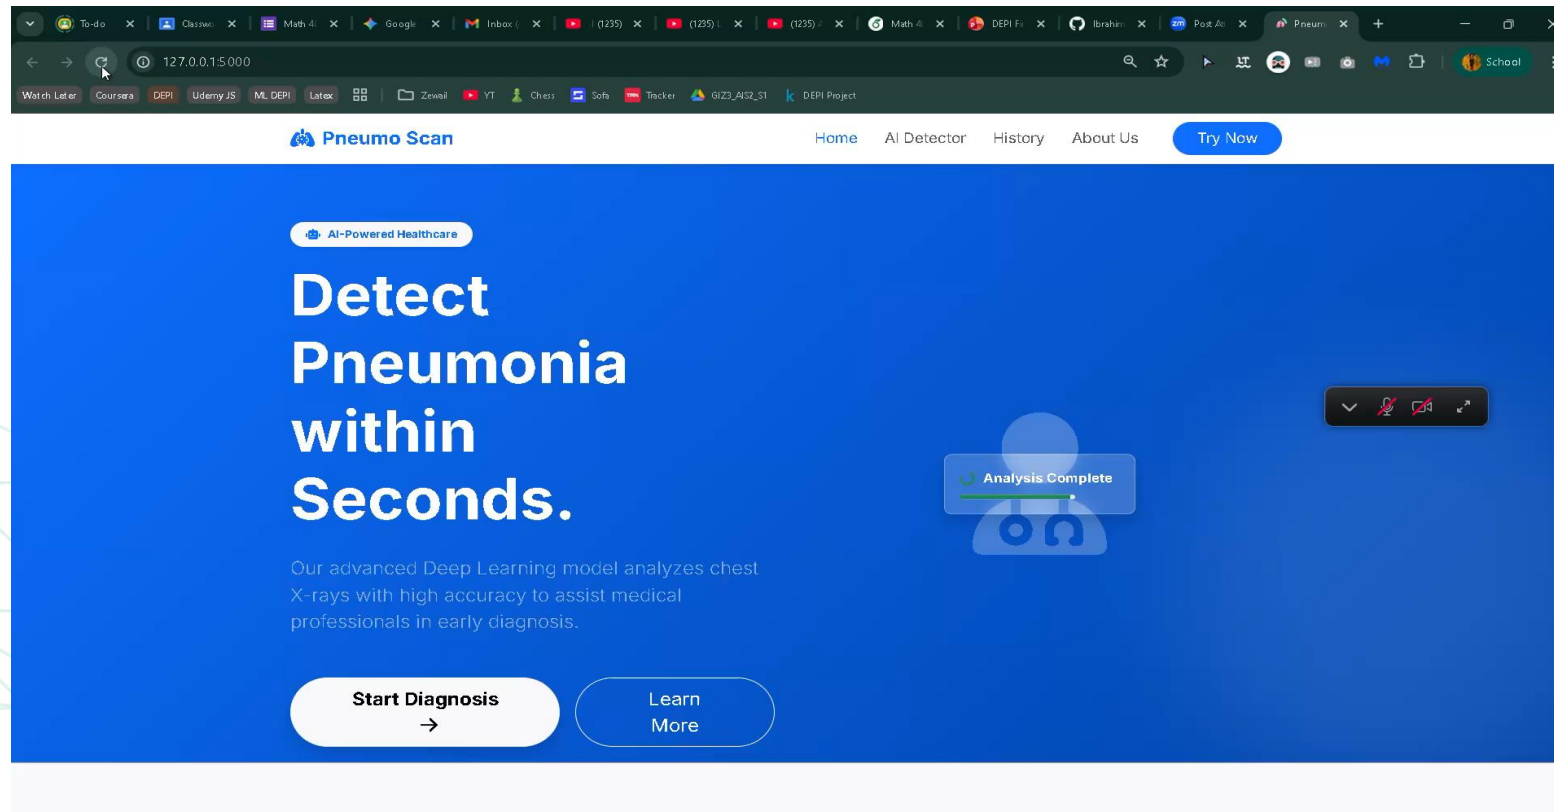 To-do
Classwo
Math 4
Google
Inbox (
(1235)
(1235) L
(1235) A
Math 4
DEPI Fi
Ibrahim
Post At
Pneum
127.0.0.1:5000
School
Watch Later
Coursera
DEPI
Udemy JS
ML DEPI
Latex
Zewail
YT
Chess
Sofa
Tracker
GIZ3_AIS2_S1
DEPI Project
Pneumo Scan
Home
AI Detector
History
About Us
Try Now
AI-Powered Healthcare
Detect
Pneumonia
within
Seconds.
Analysis Complete
Our advanced Deep Learning model analyzes chest
X-rays with high accuracy to assist medical
professionals in early diagnosis.
Start Diagnosis
Learn
More